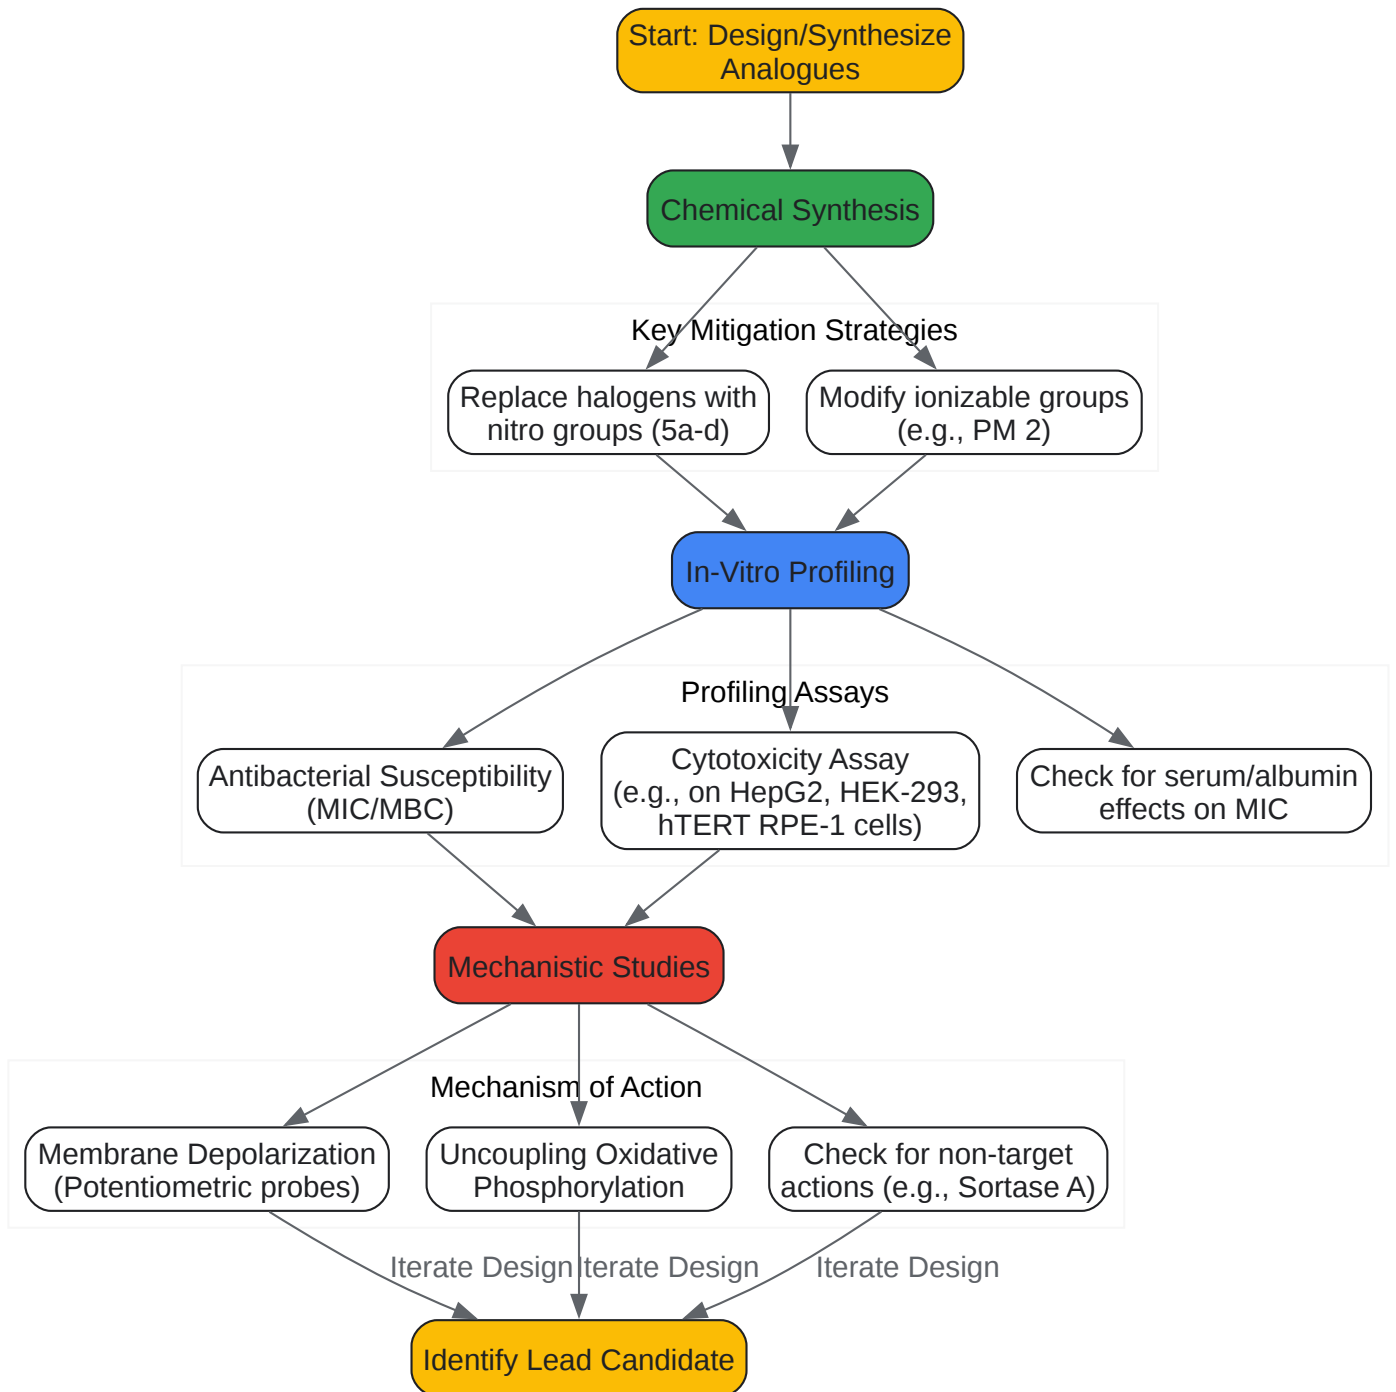 Start: Design/Synthesize
Analogues
Chemical Synthesis
Key Mitigation Strategies
Replace halogens with
nitro groups (5a-d)
Modify ionizable groups
(e.g., PM 2)
In-Vitro Profiling
Profiling Assays
Antibacterial Susceptibility
(MIC/MBC)
Cytotoxicity Assay
(e.g., on HepG2, HEK-293,
hTERT RPE-1 cells)
Check for serum/albumin
effects on MIC
Mechanistic Studies
Mechanism of Action
Membrane Depolarization
(Potentiometric probes)
Uncoupling Oxidative
Phosphorylation
Check for non-target
actions (e.g., Sortase A)
Iterate Design
Iterate Design
Iterate Design
Identify Lead Candidate